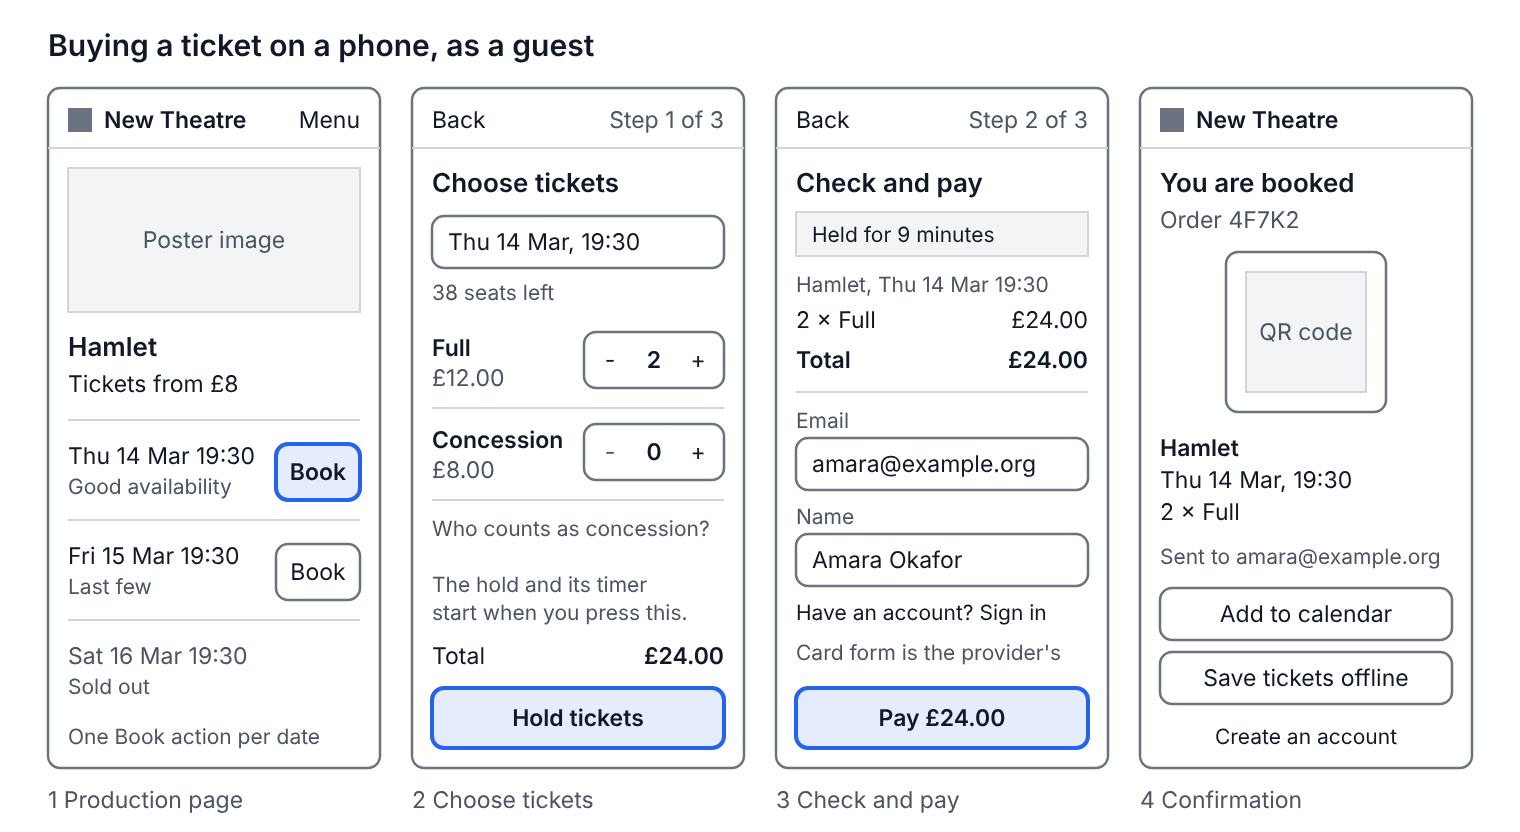 Buying a ticket on a phone, as a guest
New Theatre Menu
Poster image
Hamlet
Tickets from £8
Thu 14 Mar 19:30
Good availability
Book
Fri 15 Mar 19:30
Last few
Book
Sat 16 Mar 19:30
Sold out
One Book action per date
1 Production page
Back Step 1 of 3
Choose tickets
Thu 14 Mar, 19:30
38 seats left
Full
£12.00
- 2 +
Concession
£8.00
- 0 +
Who counts as concession?
The hold and its timer
start when you press this.
Total £24.00
Hold tickets
2 Choose tickets
Back Step 2 of 3
Check and pay
Held for 9 minutes
Hamlet, Thu 14 Mar 19:30
2 × Full £24.00
Total £24.00
Email
amara@example.org
Name
Amara Okafor
Have an account? Sign in
Card form is the provider's
Pay £24.00
3 Check and pay
New Theatre
You are booked
Order 4F7K2
QR code
Hamlet
Thu 14 Mar, 19:30
2 × Full
Sent to amara@example.org
Add to calendar
Save tickets offline
Create an account
4 Confirmation